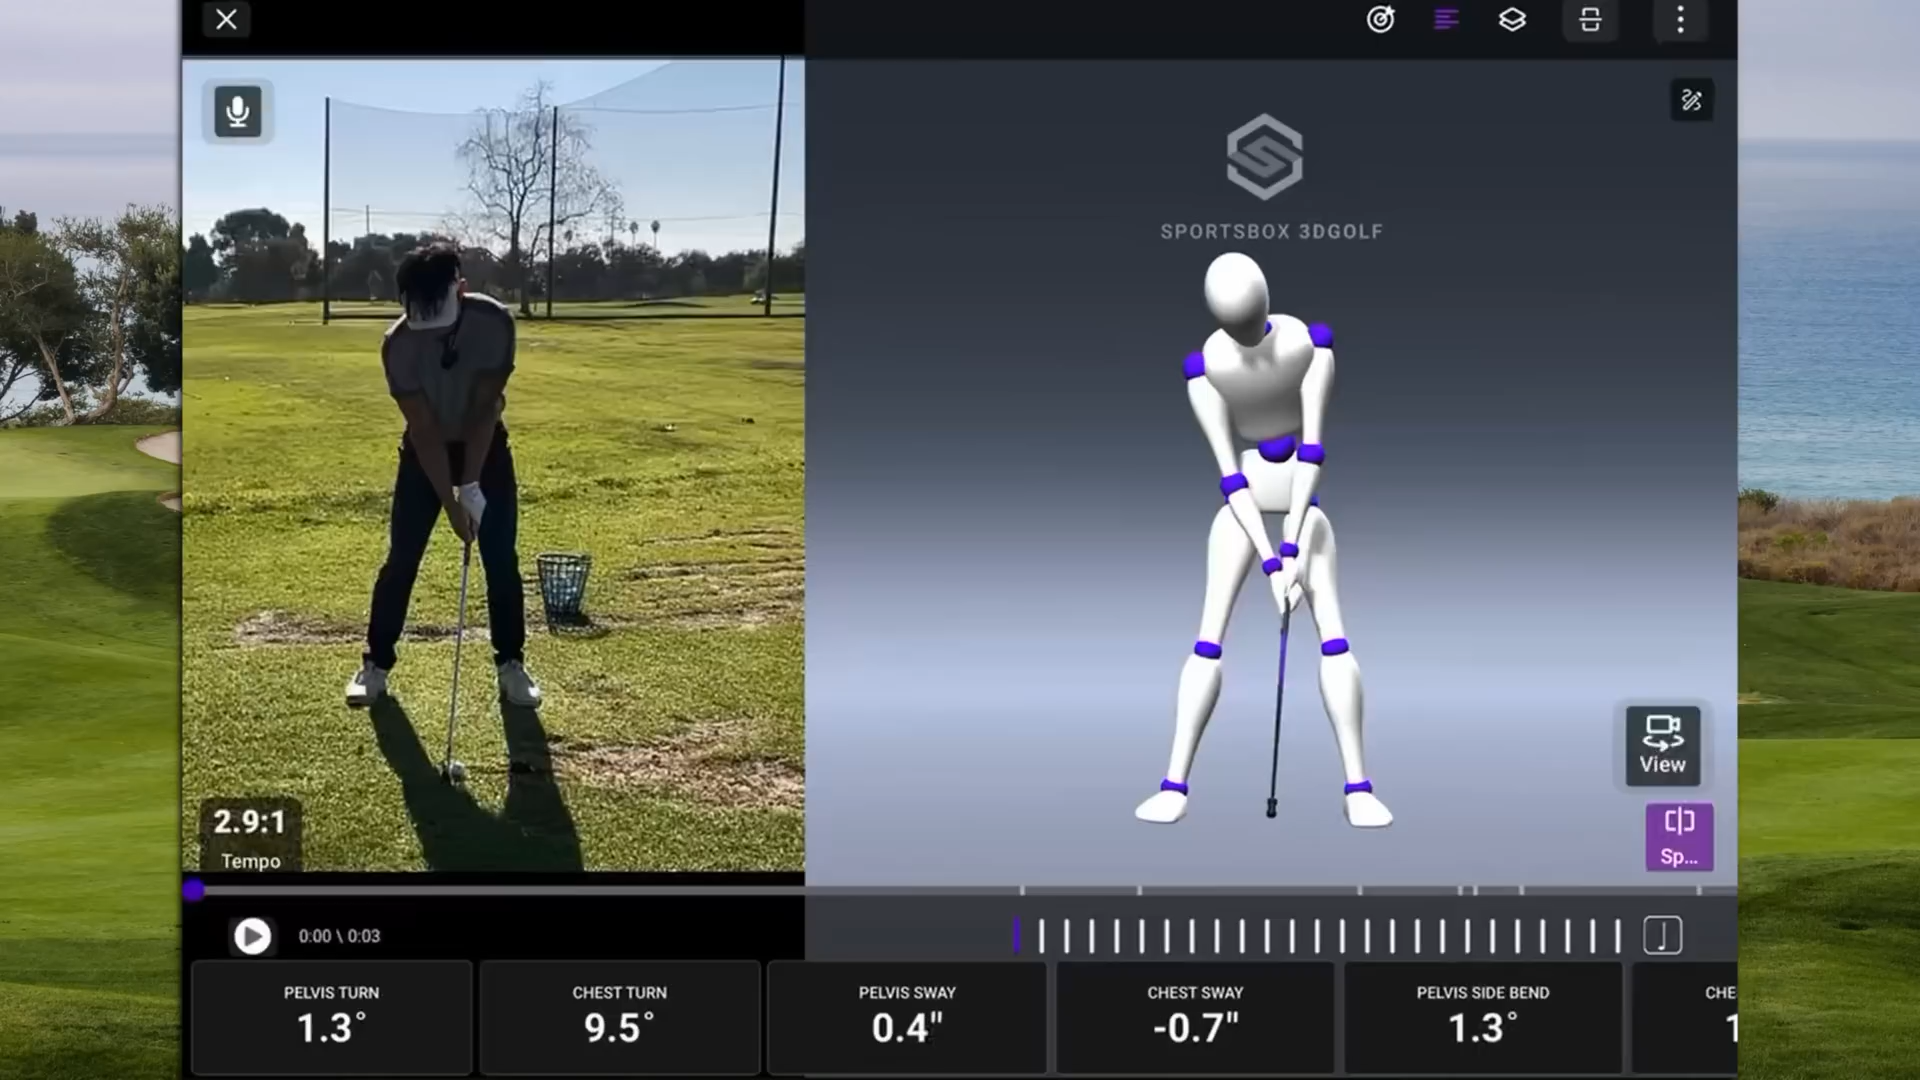 SPORTSBOX 3DGOLF
View
Sp...
2.9:1
Tempo
0:00 \ 0:03
PELVIS TURN
1.3°
CHEST TURN
9.5°
PELVIS SWAY
0.4"
CHEST SWAY
-0.7"
PELVIS SIDE BEND
1.3°
CHE
1